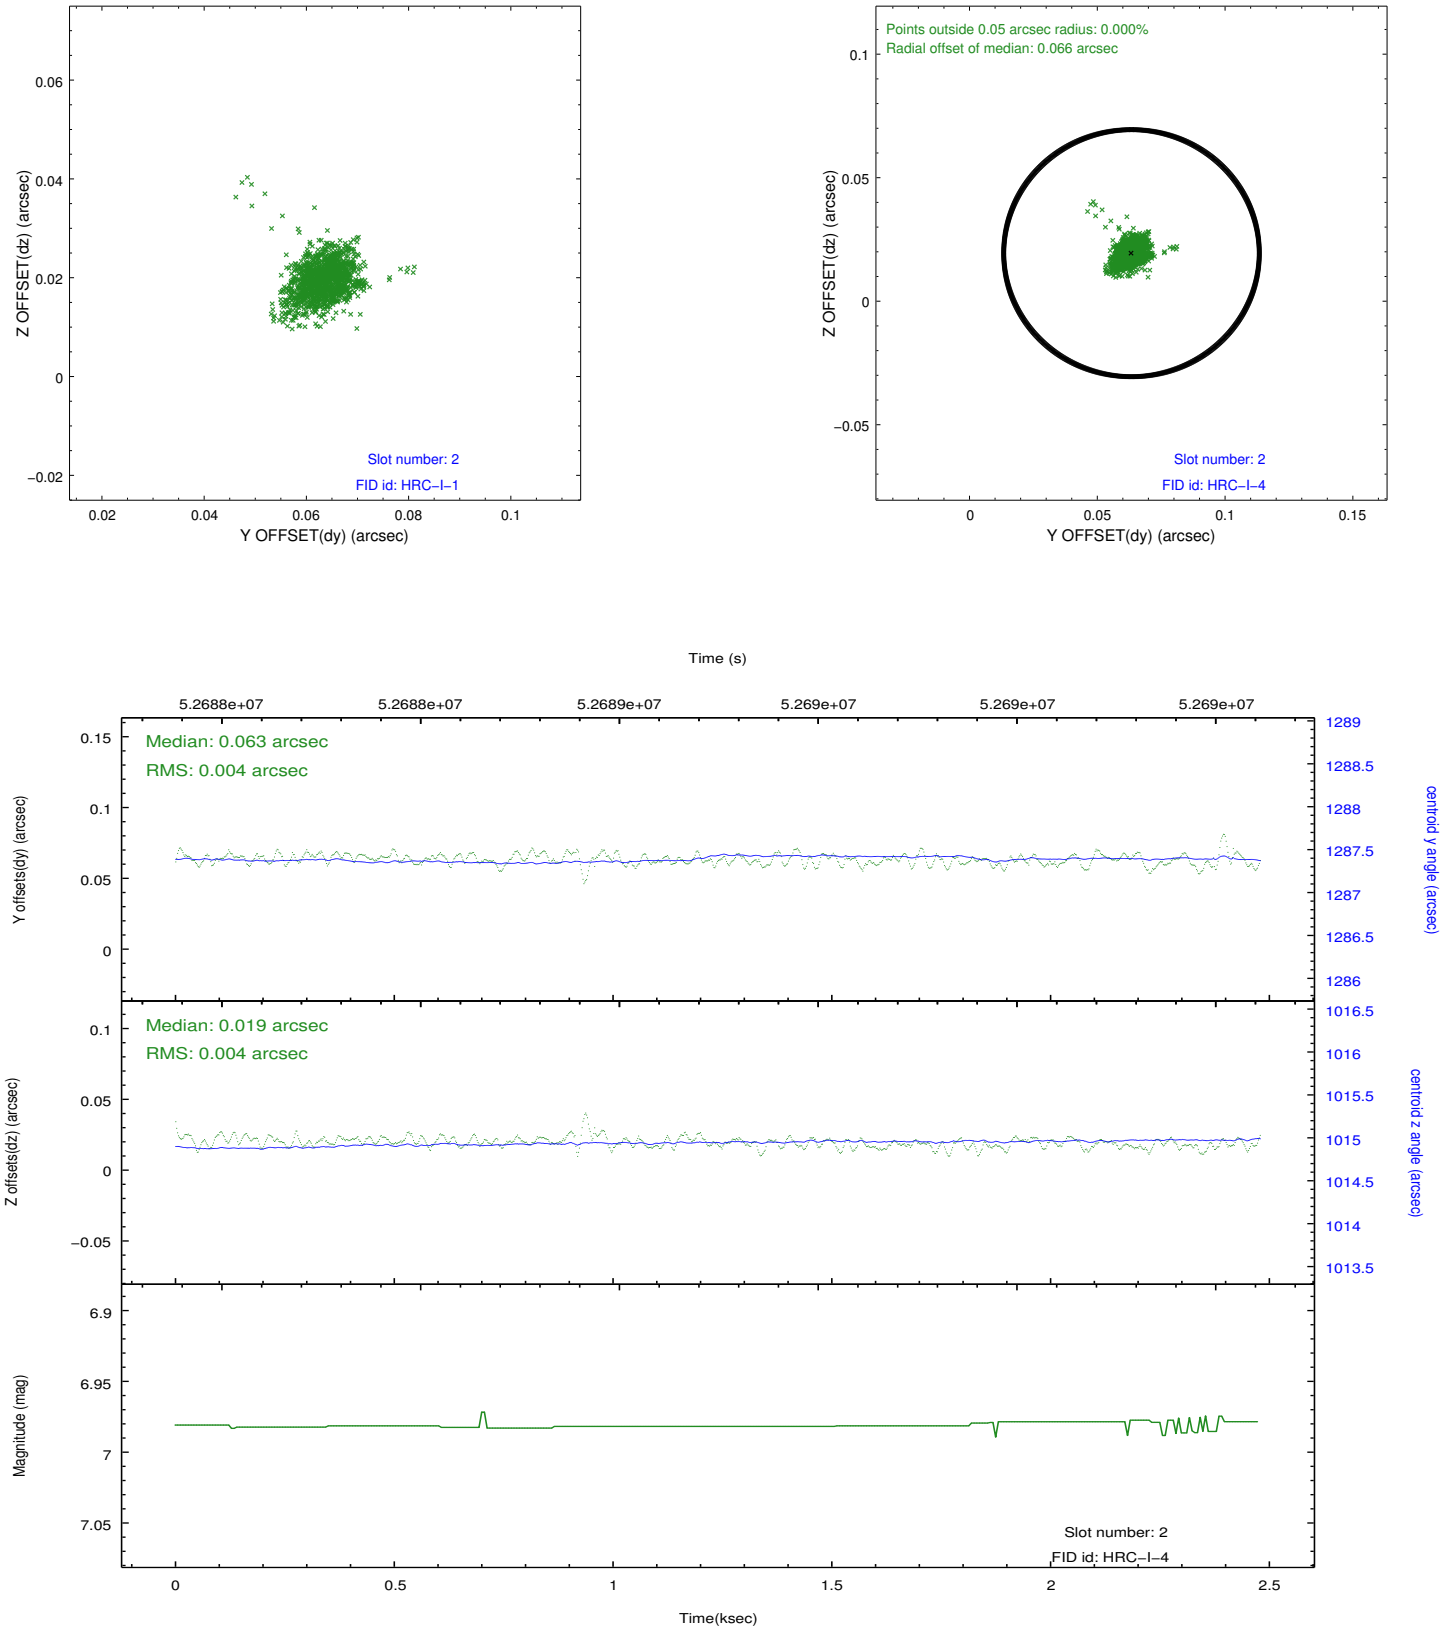 0.06
0.04
0.02
0
−0.02
0.02
0.04
0.06
0.08
0.1
Z OFFSET(dz) (arcsec)
Y OFFSET(dy) (arcsec)
Slot number: 2
FID id: HRC−I−1
Points outside 0.05 arcsec radius: 0.000%
Radial offset of median: 0.066 arcsec
0.1
0.05
0
−0.05
0
0.05
0.1
0.15
Z OFFSET(dz) (arcsec)
Y OFFSET(dy) (arcsec)
Slot number: 2
FID id: HRC−I−4
Time (s)
5.2688e+07
5.2688e+07
5.2689e+07
5.269e+07
5.269e+07
5.269e+07
Median: 0.063 arcsec
RMS: 0.004 arcsec
0.15
0.1
0.05
0
Y offsets(dy) (arcsec)
1289
1288.5
1288
1287.5
1287
1286.5
1286
centroid y angle (arcsec)
Median: 0.019 arcsec
RMS: 0.004 arcsec
0.1
0.05
0
−0.05
Z offsets(dz) (arcsec)
1016.5
1016
1015.5
1015
1014.5
1014
1013.5
centroid z angle (arcsec)
6.9
6.95
7
7.05
Magnitude (mag)
Slot number: 2
FID id: HRC−I−4
0
0.5
1
1.5
2
2.5
Time(ksec)